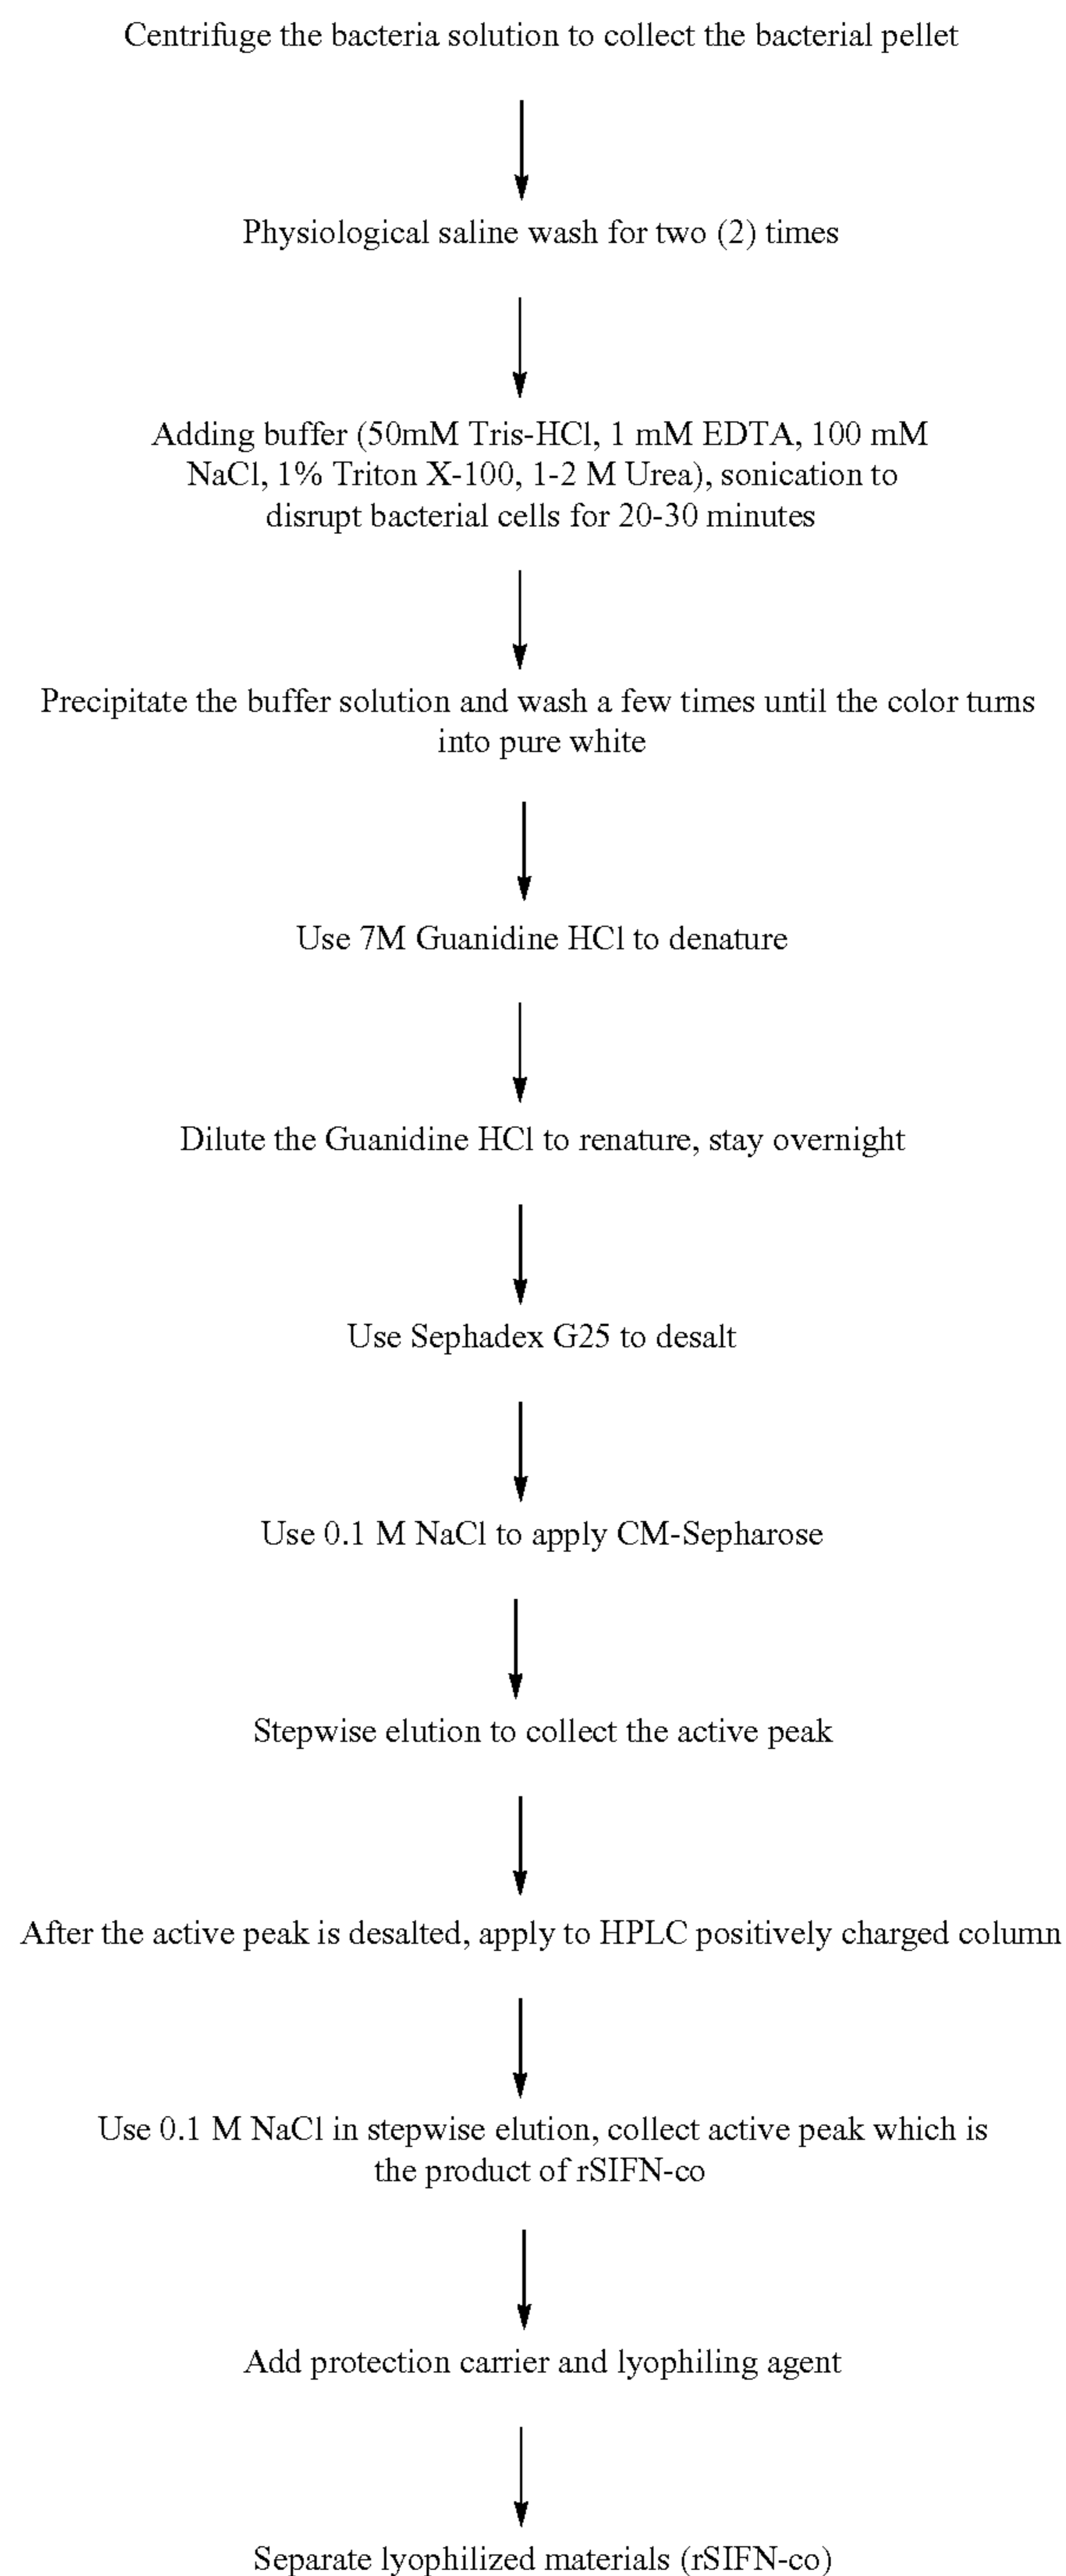 Centrifuge the bacteria solution to collect the bacterial pellet
Physiological saline wash for two (2) times
Adding buffer (50mM Tris-HCl, 1 mM EDTA, 100 mM
NaCl, 1% Triton X-100, 1-2 M Urea), sonication to
disrupt bacterial cells for 20-30 minutes
Precipitate the buffer solution and wash a few times until the color turns
into pure white
Use 7M Guanidine HCl to denature
Dilute the Guanidine HCl to renature, stay overnight
Use Sephadex G25 to desalt
Use 0.1 M NaCl to apply CM-Sepharose
Stepwise elution to collect the active peak
After the active peak is desalted, apply to HPLC positively charged column
Use 0.1 M NaCl in stepwise elution, collect active peak which is
the product of rSIFN-co
Add protection carrier and lyophiling agent
Separate lyophilized materials (rSIFN-co)